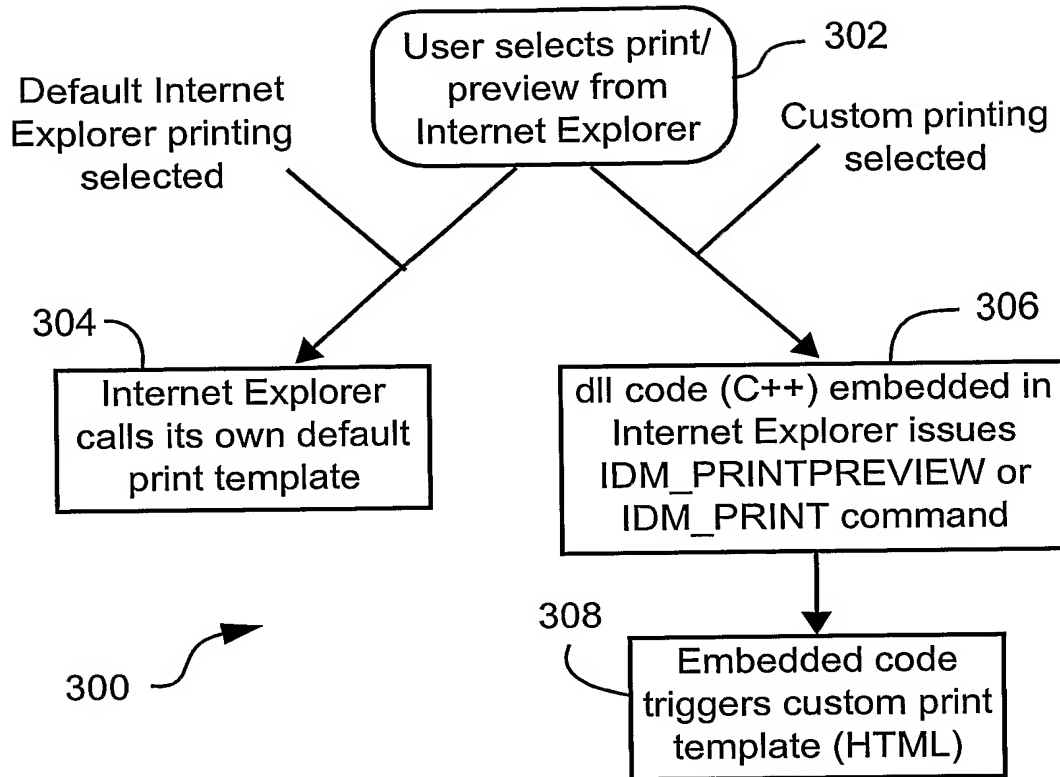 User selects print/
preview from
Internet Explorer
302
Default Internet
Explorer printing
selected
Custom printing
selected
304
Internet Explorer
calls its own default
print template
306
dll code (C++) embedded in
Internet Explorer issues
IDM_PRINTPREVIEW or
IDM_PRINT command
300
308
Embedded code
triggers custom print
template (HTML)